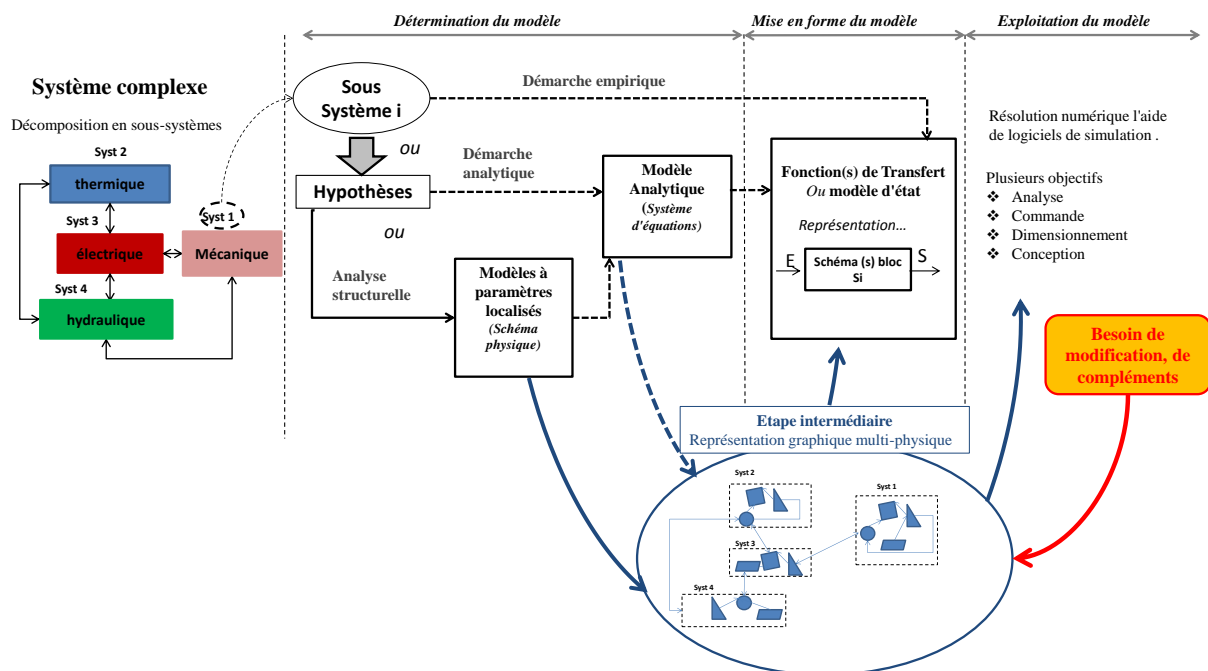 Détermination du modèle
Mise en forme du modèle
Exploitation du modèle
Système complexe
Décomposition en sous-systèmes
Syst 2
thermique
Syst 3
électrique
Syst 1
Mécanique
Syst 4
hydraulique
Sous
Système i
ou
Hypothèses
ou
Démarche empirique
Démarche
analytique
Analyse
structurelle
Modèles à
paramètres
localisés
(Schéma
physique)
Modèle
Analytique
(Système
d'équations)
Fonction(s) de Transfert
Ou modèle d'état
Représentation…
E
Schéma (s) bloc
Si
S
Résolution numérique l'aide
de logiciels de simulation .
Plusieurs objectifs
❖ Analyse
❖ Commande
❖ Dimensionnement
❖ Conception
Besoin de
modification, de
compléments
Etape intermédiaire
Représentation graphique multi-physique
Syst 2
Syst 1
Syst 3
Syst 4